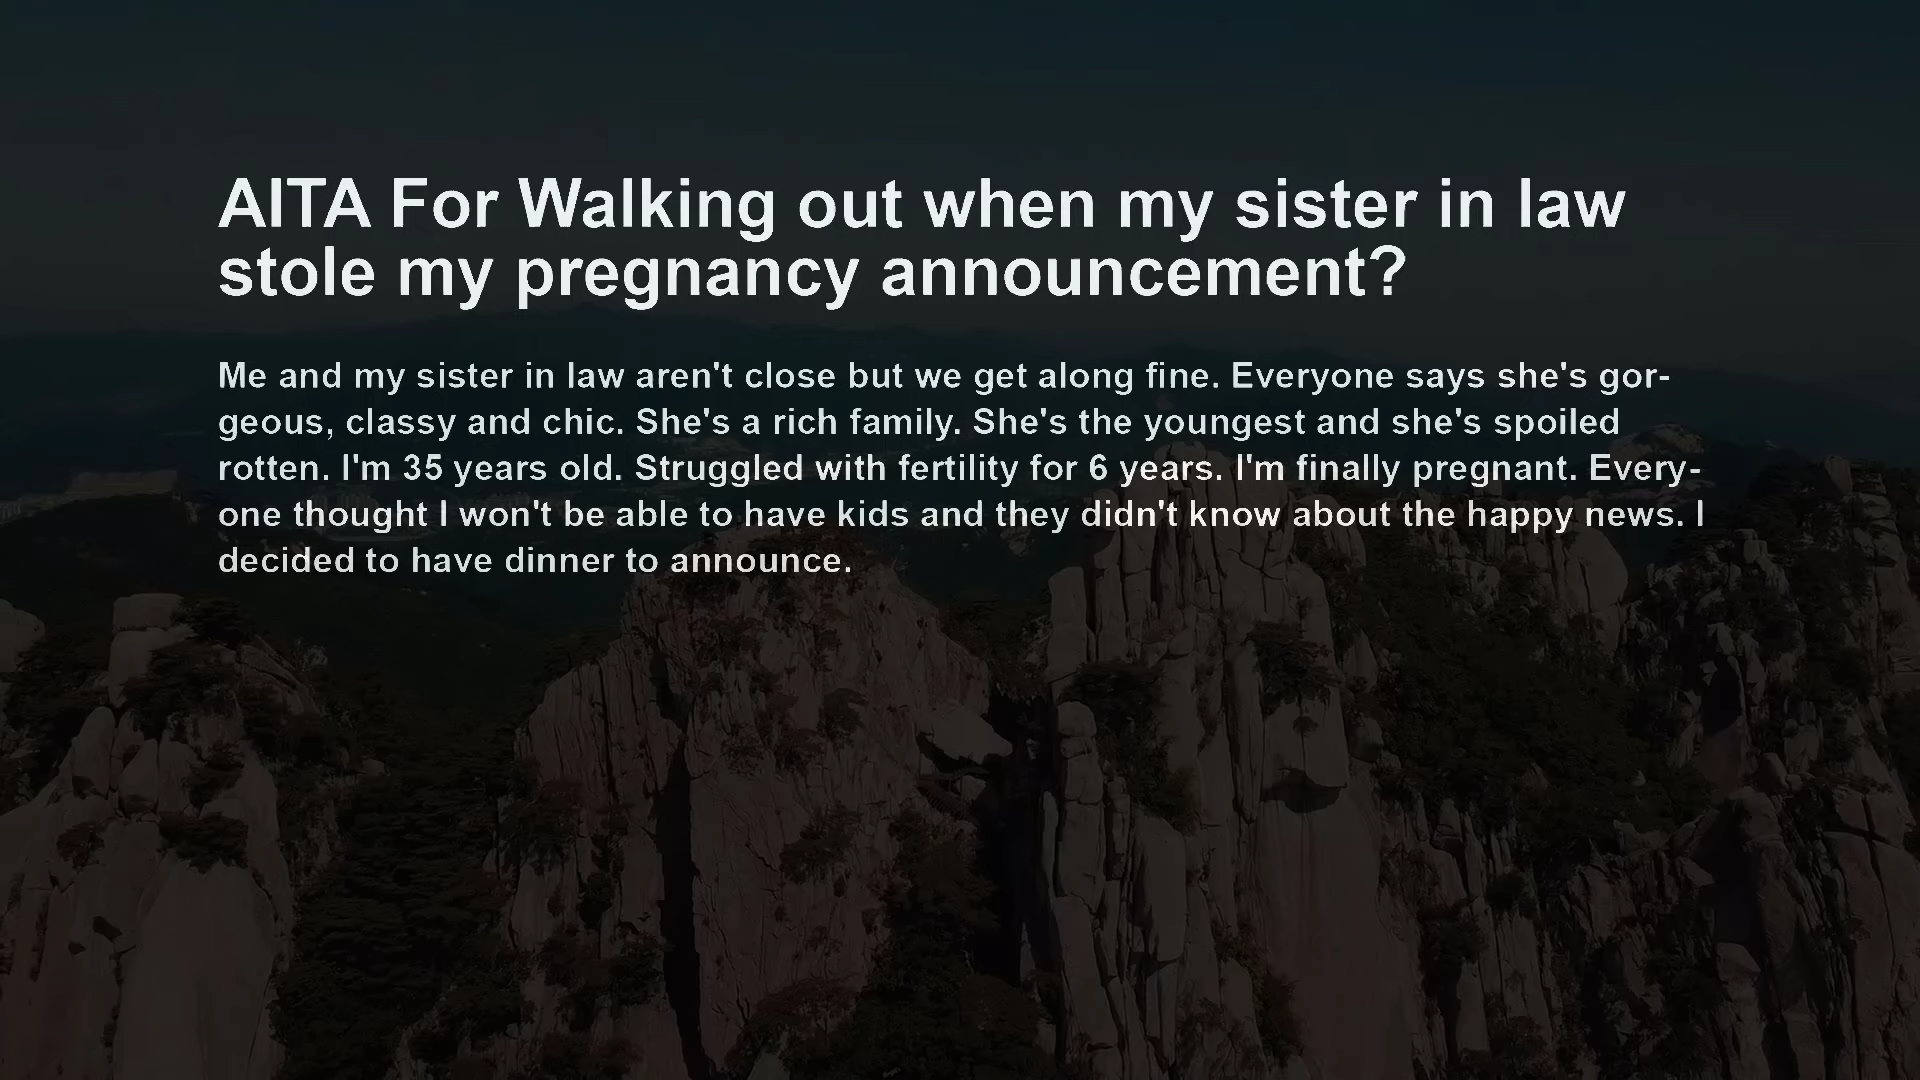 AITA For Walking out when my sister in law
stole my pregnancy announcement?
Me and my sister in law aren't close but we get along fine. Everyone says she's gor-
geous, classy and chic. She's a rich family. She's the youngest and she's spoiled
rotten. I'm 35 years old. Struggled with fertility for 6 years. I'm finally pregnant. Every-
one thought I won't be able to have kids and they didn't know about the happy news. I
decided to have dinner to announce.